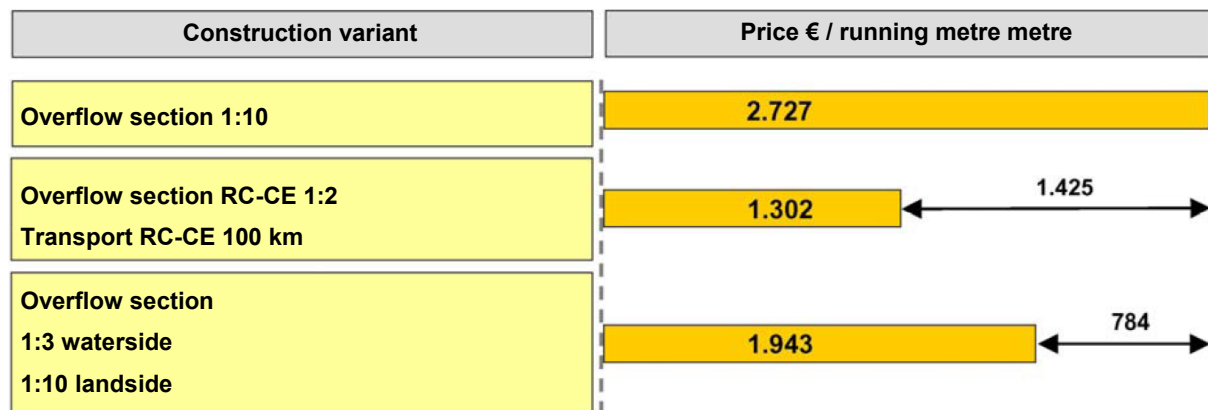 Construction variant
Price € / running metre metre
Overflow section 1:10
2.727
Overflow section RC-CE 1:2
Transport RC-CE 100 km
1.302
1.425
Overflow section
1:3 waterside
1:10 landside
1.943
784